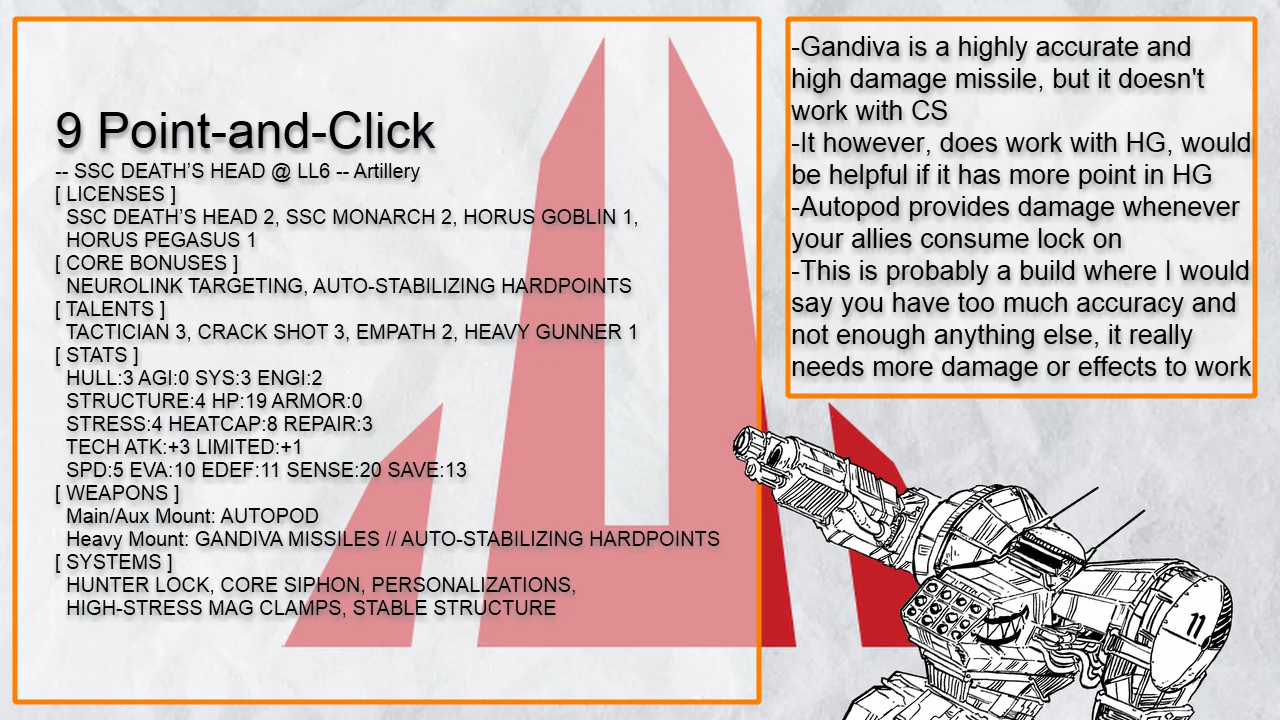 9 Point-and-Click
-- SSC DEATH'S HEAD @ LL6 -- Artillery
[ LICENSES ]
SSC DEATH'S HEAD 2, SSC MONARCH 2, HORUS GOBLIN 1,
HORUS PEGASUS 1
[ CORE BONUSES ]
NEUROLINK TARGETING, AUTO-STABILIZING HARDPOINTS
[ TALENTS ]
TACTICIAN 3, CRACK SHOT 3, EMPATH 2, HEAVY GUNNER 1
[ STATS ]
HULL:3 AGI:0 SYS:3 ENGI:2
STRUCTURE:4 HP:19 ARMOR:0
STRESS:4 HEATCAP:8 REPAIR:3
TECH ATK:+3 LIMITED:+1
SPD:5 EVA:10 EDEF:11 SENSE:20 SAVE:13
[ WEAPONS ]
Main/Aux Mount: AUTOPOD
Heavy Mount: GANDIVA MISSILES // AUTO-STABILIZING HARDPOINTS
[ SYSTEMS ]
HUNTER LOCK, CORE SIPHON, PERSONALIZATIONS,
HIGH-STRESS MAG CLAMPS, STABLE STRUCTURE
-Gandiva is a highly accurate and
high damage missile, but it doesn't
work with CS
-It however, does work with HG, would
be helpful if it has more point in HG
-Autopod provides damage whenever
your allies consume lock on
-This is probably a build where I would
say you have too much accuracy and
not enough anything else, it really
needs more damage or effects to work
11